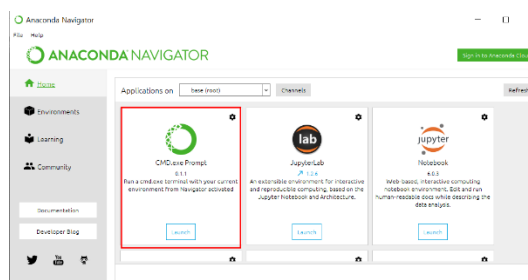 Anaconda Navigator
File Help
ANACONDA NAVIGATOR
Sign in to Anaconda Cloud
Home
Applications on base (root) Channels Refresh
Environments
Learning
Community
Documentation
Developer Blog
CMD.exe Prompt
0.1.1
Run a cmd.exe terminal with your current
environment from Navigator activated
Launch
lab
JupyterLab
1.2.6
An extensible environment for interactive
and reproducible computing, based on the
Jupyter Notebook and Architecture.
Launch
jupyter
Notebook
6.0.3
Web-based, interactive computing
notebook environment. Edit and run
human-readable docs while describing the
data analysis.
Launch
You
Tube